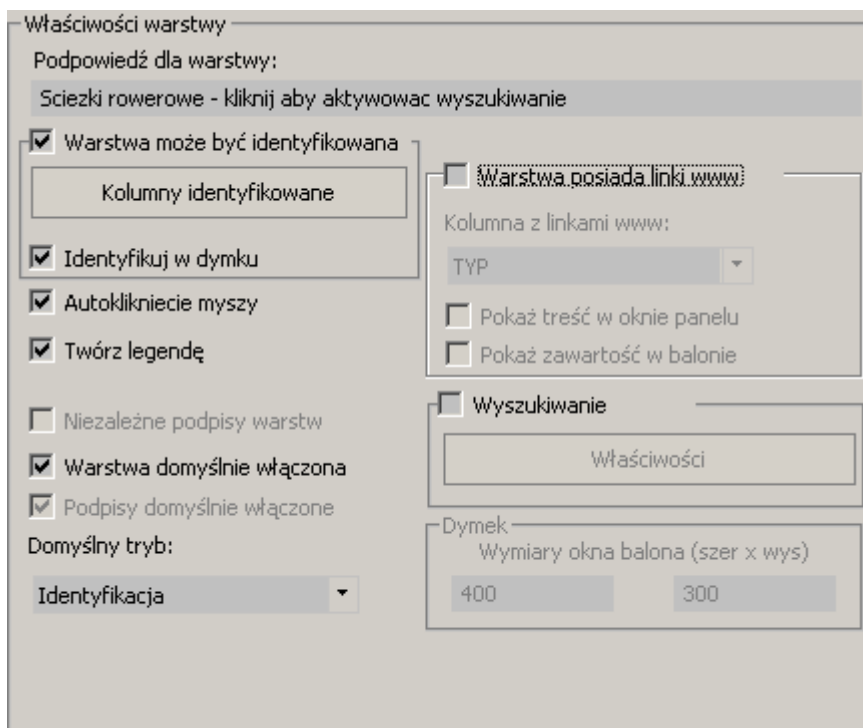 Właściwości warstwy
Podpowiedź dla warstwy:
Sciezki rowerowe - kliknij aby aktywowac wyszukiwanie
Warstwa może być identyfikowana
Kolumny identyfikowane
Identyfikuj w dymku
Autoklikniecie myszy
Twórz legendę
Niezależne podpisy warstw
Warstwa domyślnie włączona
Podpisy domyślnie włączone
Domyślny tryb:
Identyfikacja
Warstwa posiada linki www
Kolumna z linkami www:
TYP
Pokaż treść w oknie panelu
Pokaż zawartość w balonie
Wyszukiwanie
Właściwości
Dymek
Wymiary okna balona (szer x wys)
400 300